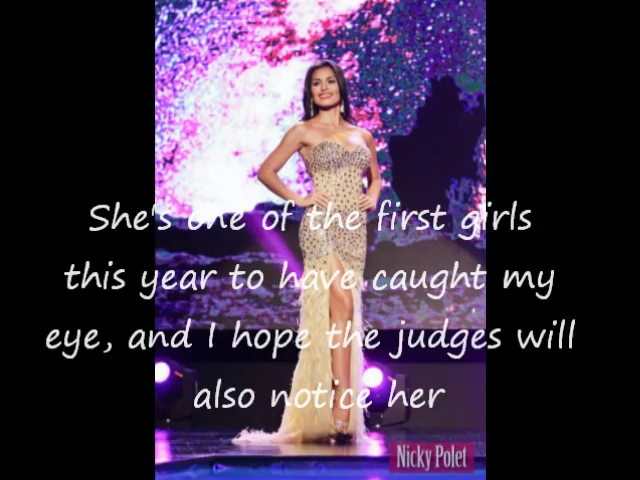 She's one of the first girls
this year to have caught my
eye, and I hope the judges will
also notice her
Nicky Polet